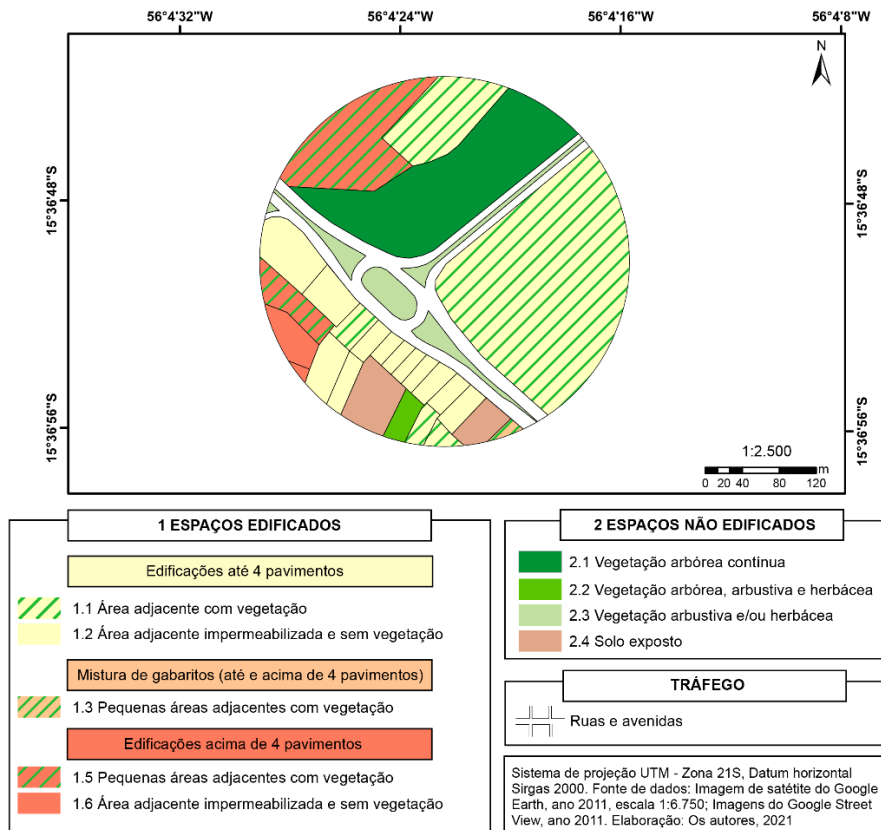 56°4'32"W 56°4'24"W 56°4'16"W 56°4'8"W
N
15°36'48"S 15°36'48"S
15°36'56"S 15°36'56"S
1:2.500
m
0 20 40 80 120
1 ESPAÇOS EDIFICADOS
Edificações até 4 pavimentos
1.1 Área adjacente com vegetação
1.2 Área adjacente impermeabilizada e sem vegetação
Mistura de gabaritos (até e acima de 4 pavimentos)
1.3 Pequenas áreas adjacentes com vegetação
Edificações acima de 4 pavimentos
1.5 Pequenas áreas adjacentes com vegetação
1.6 Área adjacente impermeabilizada e sem vegetação
2 ESPAÇOS NÃO EDIFICADOS
2.1 Vegetação arbórea continua
2.2 Vegetação arbórea, arbustiva e herbácea
2.3 Vegetação arbustiva e/ou herbácea
2.4 Solo exposto
TRÁFEGO
Ruas e avenidas
Sistema de projeção UTM - Zona 21S, Datum horizontal
Sirgas 2000. Fonte de dados: Imagem de satétite do Google
Earth, ano 2011, escala 1:6.750; Imagens do Google Street
View, ano 2011. Elaboração: Os autores, 2021